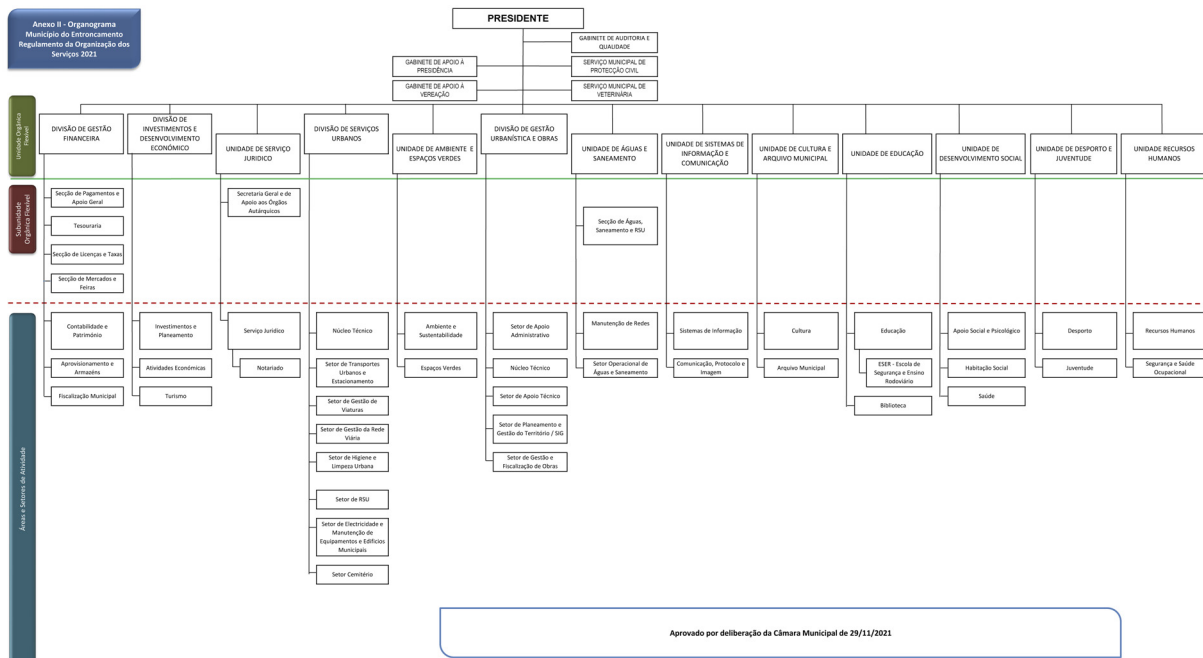 Anexo II - Organograma
Município do Entroncamento
Regulamento da Organização dos
Serviços 2021
PRESIDENTE
GABINETE DE AUDITORIA E
QUALIDADE
GABINETE DE APOIO À
PRESIDÊNCIA
SERVIÇO MUNICIPAL DE
PROTECÇÃO CIVIL
GABINETE DE APOIO À
VEREAÇÃO
SERVIÇO MUNICIPAL DE
VETERINÁRIA
Unidade Orgânica
Flexível
DIVISÃO DE GESTÃO
FINANCEIRA
DIVISÃO DE
INVESTIMENTOS E
DESENVOLVIMENTO
ECONÓMICO
UNIDADE DE SERVIÇO
JURIDICO
DIVISÃO DE SERVIÇOS
URBANOS
UNIDADE DE AMBIENTE E
ESPAÇOS VERDES
DIVISÃO DE GESTÃO
URBANÍSTICA E OBRAS
UNIDADE DE ÁGUAS E
SANEAMENTO
UNIDADE DE SISTEMAS DE
INFORMAÇÃO E
COMUNICAÇÃO
UNIDADE DE CULTURA E
ARQUIVO MUNICIPAL
UNIDADE DE EDUCAÇÃO
UNIDADE DE
DESENVOLVIMENTO SOCIAL
UNIDADE DE DESPORTO E
JUVENTUDE
UNIDADE RECURSOS
HUMANOS
Subunidade
Orgânica Flexível
Secção de Pagamentos e
Apoio Geral
Tesouraria
Secção de Licenças e Taxas
Secção de Mercados e
Feiras
Secretaria Geral e de
Apoio aos Órgãos
Autárquicos
Secção de Águas,
Saneamento e RSU
Áreas e Setores de Atividade
Contabilidade e
Património
Aprovisionamento e
Armazéns
Fiscalização Municipal
Investimentos e
Planeamento
Atividades Económicas
Turismo
Serviço Jurídico
Notariado
Núcleo Técnico
Setor de Transportes
Urbanos e
Estacionamento
Setor de Gestão de
Viaturas
Setor de Gestão da Rede
Viária
Setor de Higiene e
Limpeza Urbana
Setor de RSU
Setor de Electricidade e
Manutenção de
Equipamentos e Edifícios
Municipais
Setor Cemitério
Ambiente e
Sustentabilidade
Espaços Verdes
Setor de Apoio
Administrativo
Núcleo Técnico
Setor de Apoio Técnico
Setor de Planeamento e
Gestão do Território / SIG
Setor de Gestão e
Fiscalização de Obras
Manutenção de Redes
Setor Operacional de
Águas e Saneamento
Sistemas de Informação
Comunicação, Protocolo e
Imagem
Cultura
Arquivo Municipal
Educação
ESER - Escola de
Segurança e Ensino
Rodoviário
Biblioteca
Apoio Social e Psicológico
Habitação Social
Saúde
Desporto
Juventude
Recursos Humanos
Segurança e Saúde
Ocupacional
Aprovado por deliberação da Câmara Municipal de 29/11/2021